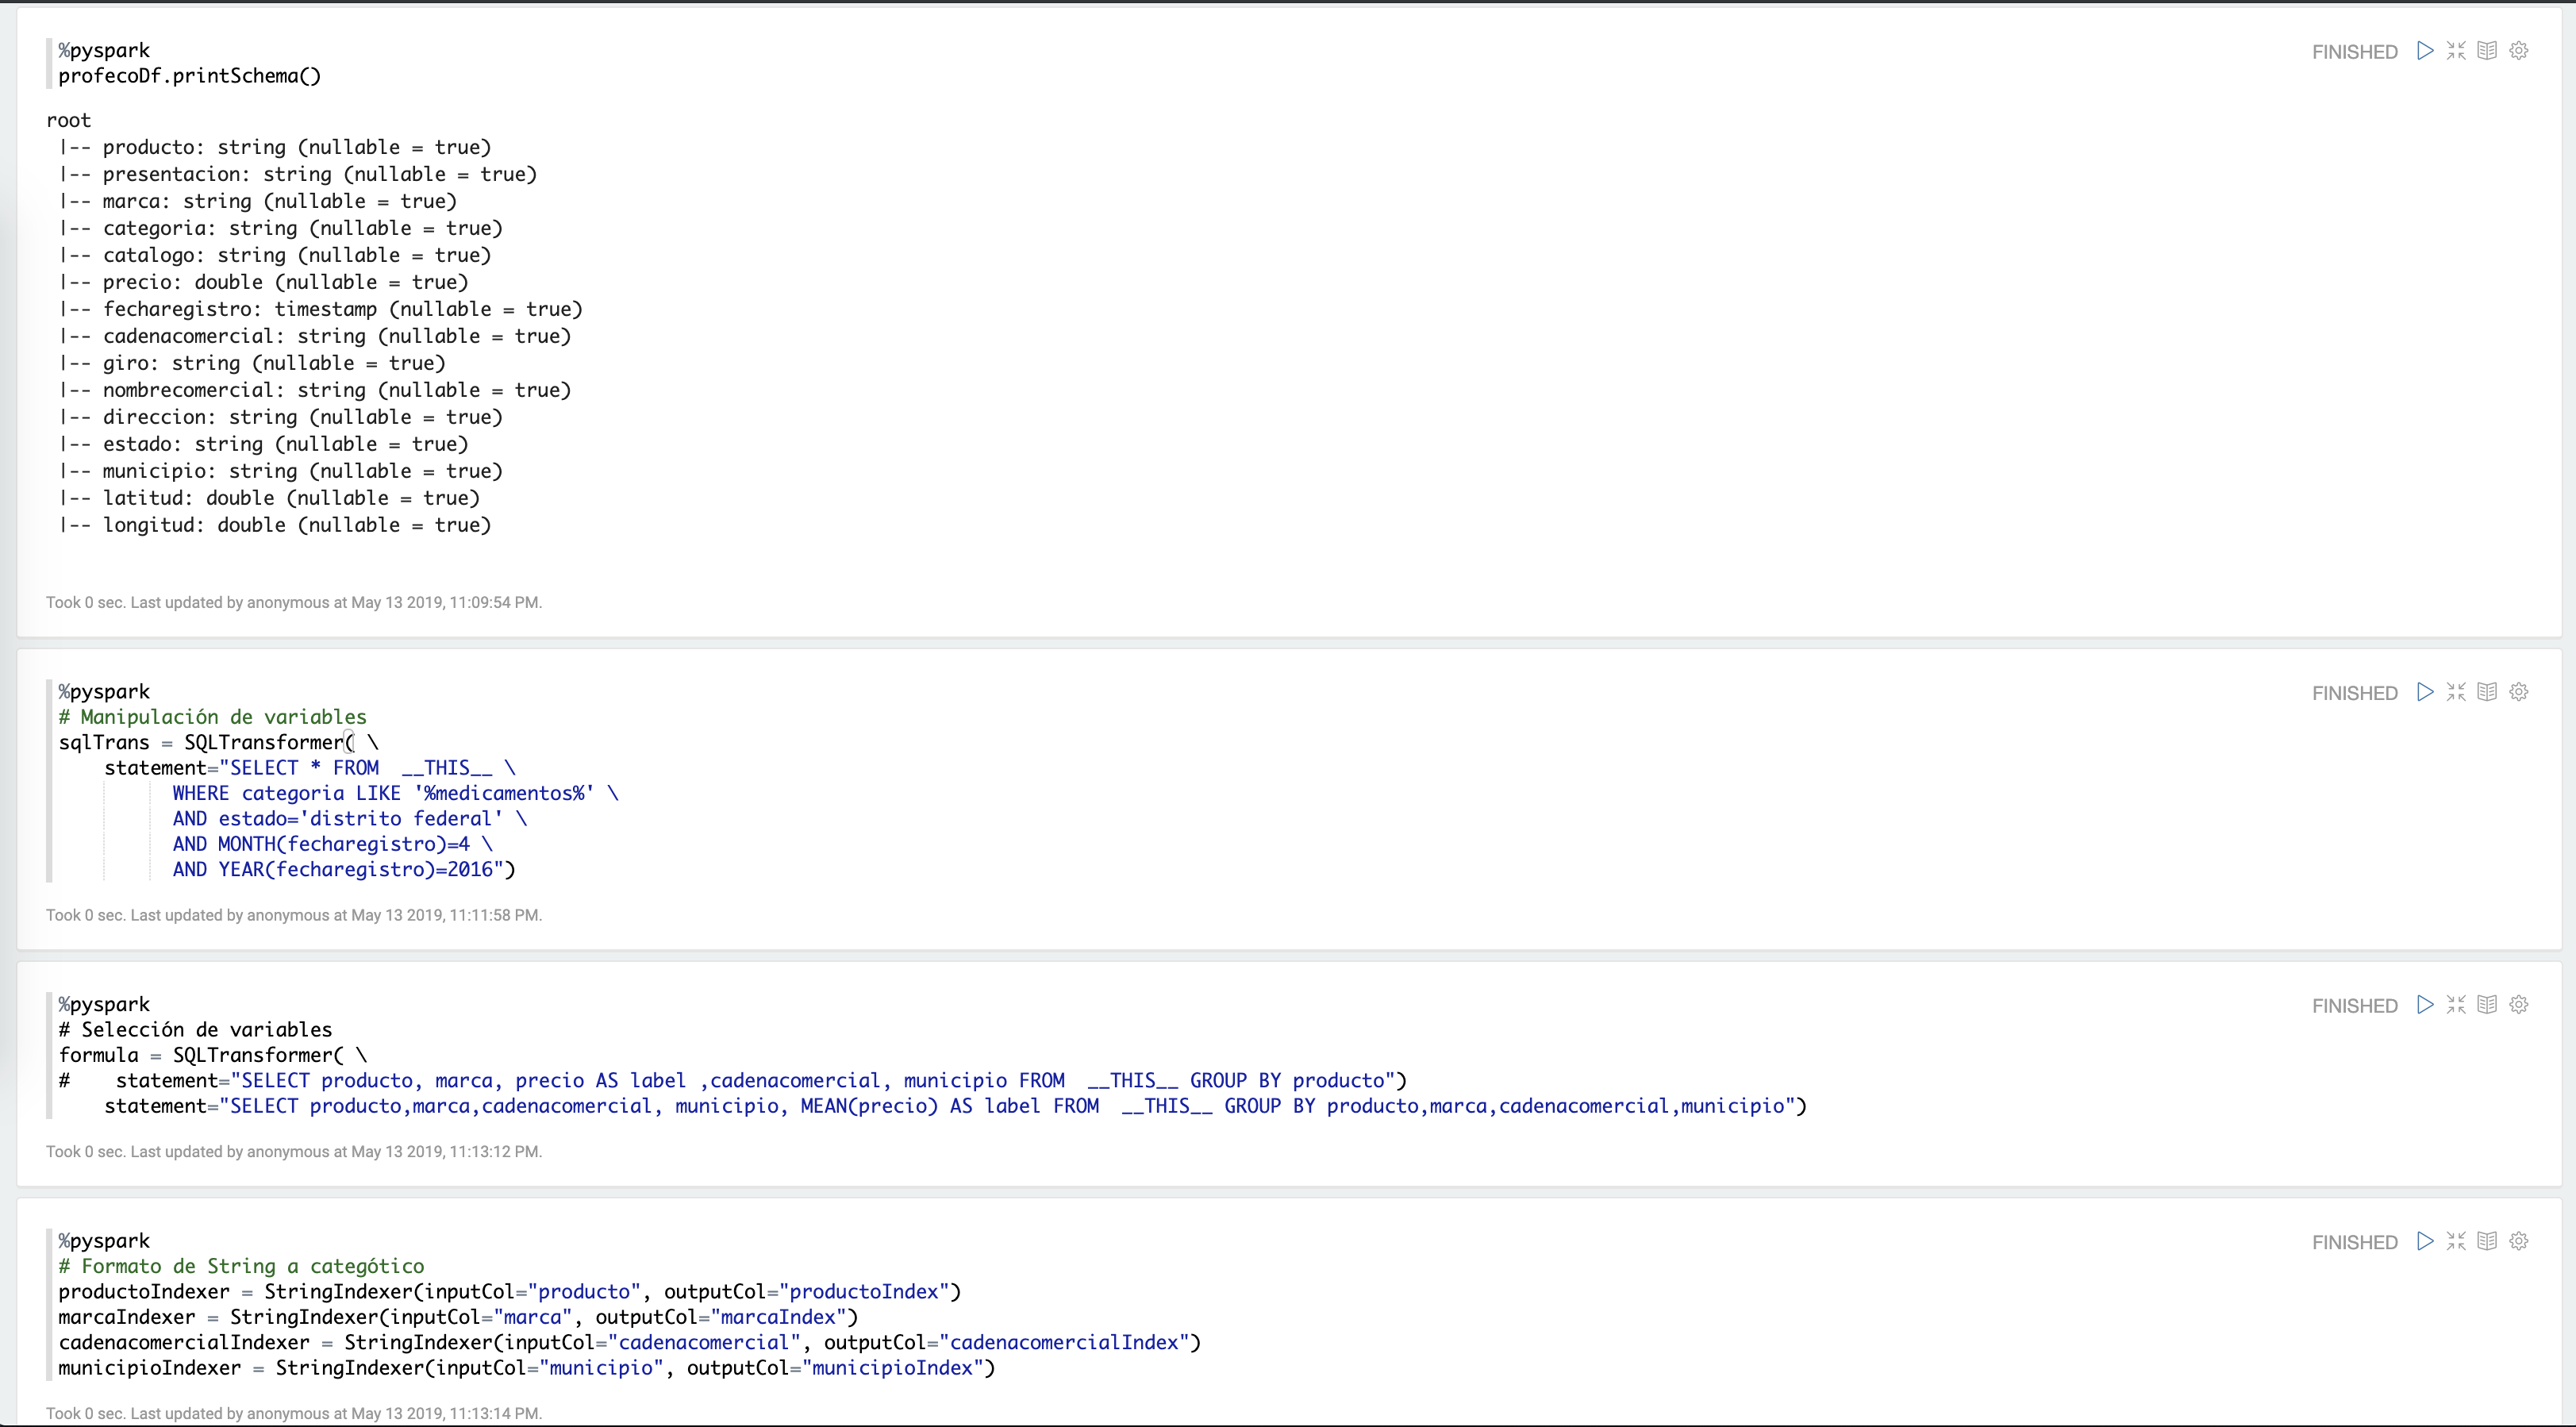 %pyspark
FINISHED
profecoDf.printSchema()
root
|-- producto: string (nullable = true)
|-- presentacion: string (nullable = true)
|-- marca: string (nullable = true)
|-- categoria: string (nullable = true)
|-- catalogo: string (nullable = true)
|-- precio: double (nullable = true)
|-- fecharegistro: timestamp (nullable = true)
|-- cadenacomercial: string (nullable = true)
|-- giro: string (nullable = true)
|-- nombrecomercial: string (nullable = true)
|-- direccion: string (nullable = true)
|-- estado: string (nullable = true)
|-- municipio: string (nullable = true)
|-- latitud: double (nullable = true)
|-- longitud: double (nullable = true)
Took 0 sec. Last updated by anonymous at May 13 2019, 11:09:54 PM.
%pyspark
FINISHED
# Manipulación de variables
sqlTrans = SQLTransformer( \
    statement="SELECT * FROM  __THIS__ \
          WHERE categoria LIKE '%medicamentos%' \
          AND estado='distrito federal' \
          AND MONTH(fecharegistro)=4 \
          AND YEAR(fecharegistro)=2016")
Took 0 sec. Last updated by anonymous at May 13 2019, 11:11:58 PM.
%pyspark
FINISHED
# Selección de variables
formula = SQLTransformer( \
#    statement="SELECT producto, marca, precio AS label ,cadenacomercial, municipio FROM  __THIS__ GROUP BY producto")
    statement="SELECT producto,marca,cadenacomercial, municipio, MEAN(precio) AS label FROM  __THIS__ GROUP BY producto,marca,cadenacomercial,municipio")
Took 0 sec. Last updated by anonymous at May 13 2019, 11:13:12 PM.
%pyspark
FINISHED
# Formato de String a categótico
productoIndexer = StringIndexer(inputCol="producto", outputCol="productoIndex")
marcaIndexer = StringIndexer(inputCol="marca", outputCol="marcaIndex")
cadenacomercialIndexer = StringIndexer(inputCol="cadenacomercial", outputCol="cadenacomercialIndex")
municipioIndexer = StringIndexer(inputCol="municipio", outputCol="municipioIndex")
Took 0 sec. Last updated by anonymous at May 13 2019, 11:13:14 PM.